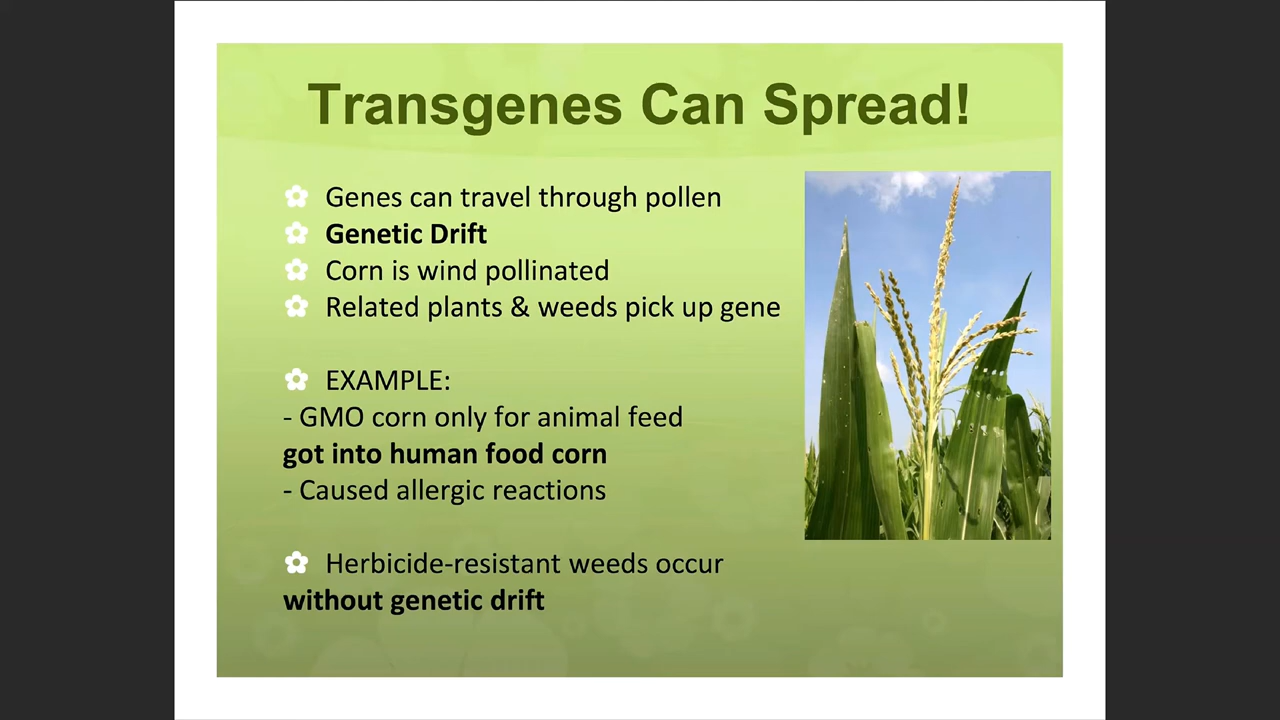 Transgenes Can Spread!
Genes can travel through pollen
Genetic Drift
Corn is wind pollinated
Related plants & weeds pick up gene
EXAMPLE:
- GMO corn only for animal feed
got into human food corn
- Caused allergic reactions
Herbicide-resistant weeds occur
without genetic drift